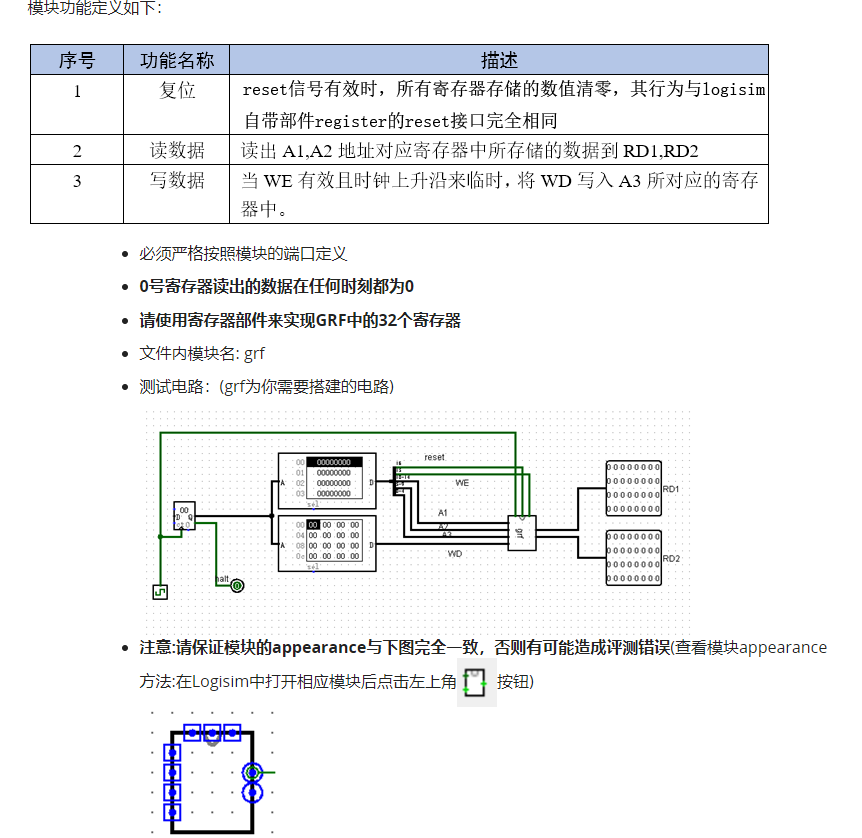 模块功能定义如下：
序号 功能名称 描述
1 复位 reset信号有效时，所有寄存器存储的数值清零，其行为与logisim
自带部件register的reset接口完全相同
2 读数据 读出 A1,A2 地址对应寄存器中所存储的数据到 RD1,RD2
3 写数据 当 WE 有效且时钟上升沿来临时，将 WD 写入 A3 所对应的寄存
器中。
必须严格按照模块的端口定义
0号寄存器读出的数据在任何时刻都为0
请使用寄存器部件来实现GRF中的32个寄存器
文件内模块名: grf
测试电路：(grf为你需要搭建的电路)
reset
WE
00 00000000
01 00000000
02 00000000
03 00000000
A D
sel
00
D Q
00 00 00 00 00
04 00 00 00 00
08 00 00 00 00
0c 00 00 00 00
A D
sel
A1
A2
A3
WD
grf
00000000
00000000
00000000
00000000
RD1
00000000
00000000
00000000
00000000
RD2
halt
注意:请保证模块的appearance与下图完全一致，否则有可能造成评测错误(查看模块appearance
方法:在Logisim中打开相应模块后点击左上角 按钮)